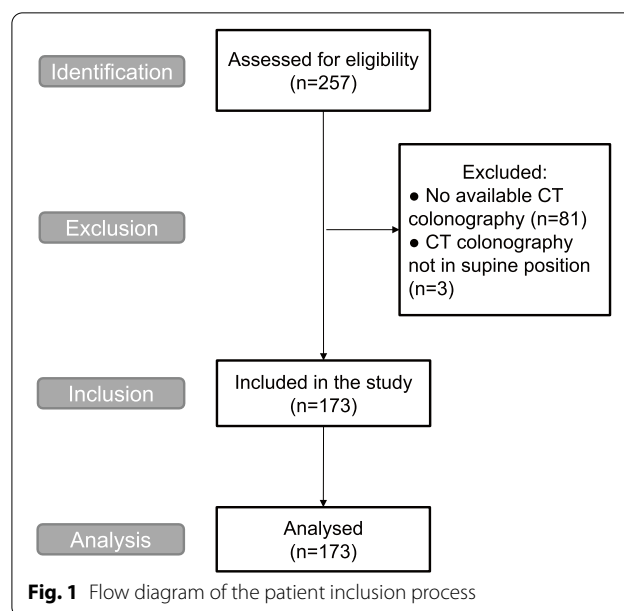 Identification
Assessed for eligibility
(n=257)
Exclusion
Excluded:
● No available CT
colonography (n=81)
● CT colonography
not in supine position
(n=3)
Inclusion
Included in the study
(n=173)
Analysis
Analysed
(n=173)
Fig. 1 Flow diagram of the patient inclusion process